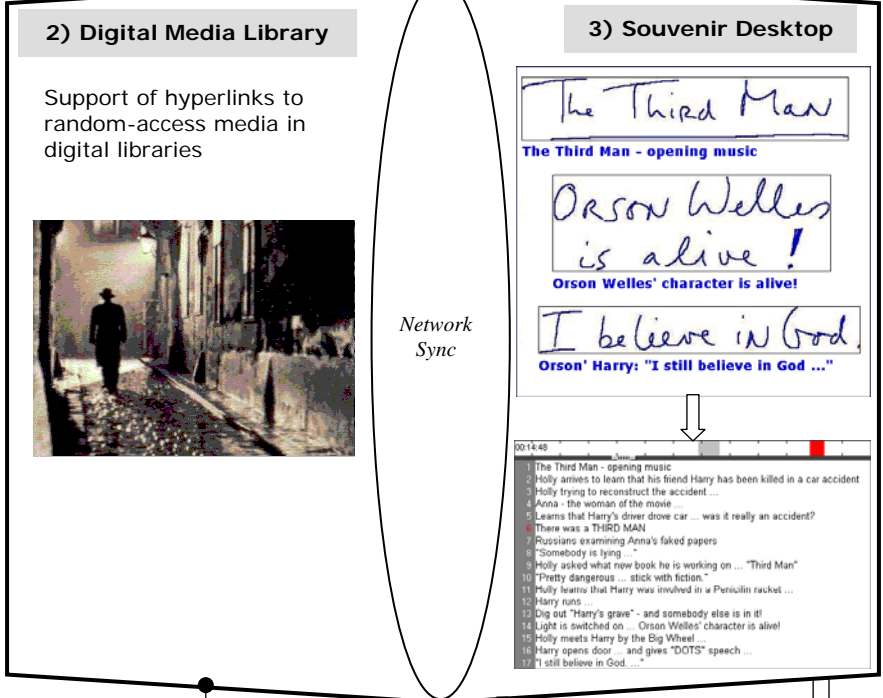 2) Digital Media Library
Support of hyperlinks to
random-access media in
digital libraries
Network
Sync
3) Souvenir Desktop
The Third Man
The Third Man - opening music
Orson Welles
is alive !
Orson Welles' character is alive!
I believe in God.
Orson' Harry: "I still believe in God ..."
00:14:48
1 The Third Man - opening music
2 Holly arrives to learn that his friend Harry has been killed in a car accident
3 Holly trying to reconstruct the accident ...
4 Anna - the woman of the movie ...
5 Learns that Harry's driver drove car ... was it really an accident?
6 There was a THIRD MAN
7 Russians examining Anna's faked papers
8 "Somebody is lying ..."
9 Holly asked what new book he is working on ... "Third Man"
10 "Pretty dangerous ... stick with fiction."
11 Holly learns that Harry was involved in a Penicilin racket ...
12 Harry runs ...
13 Dig out "Harry's grave" - and somebody else is in it!
14 Light is switched on ... Orson Welles' character is alive!
15 Holly meets Harry by the Big Wheel ...
16 Harry opens door ... and gives "DOTS" speech ...
17 "I still believe in God. ..."